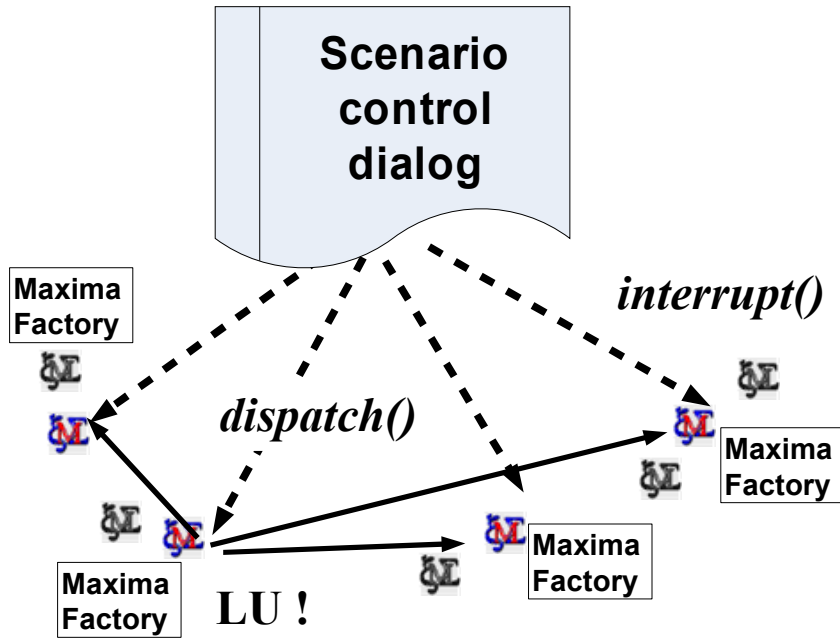 Scenario
control
dialog
Maxima
Factory
interrupt()
dispatch()
Maxima
Factory
Maxima
Factory
Maxima
Factory
LU !